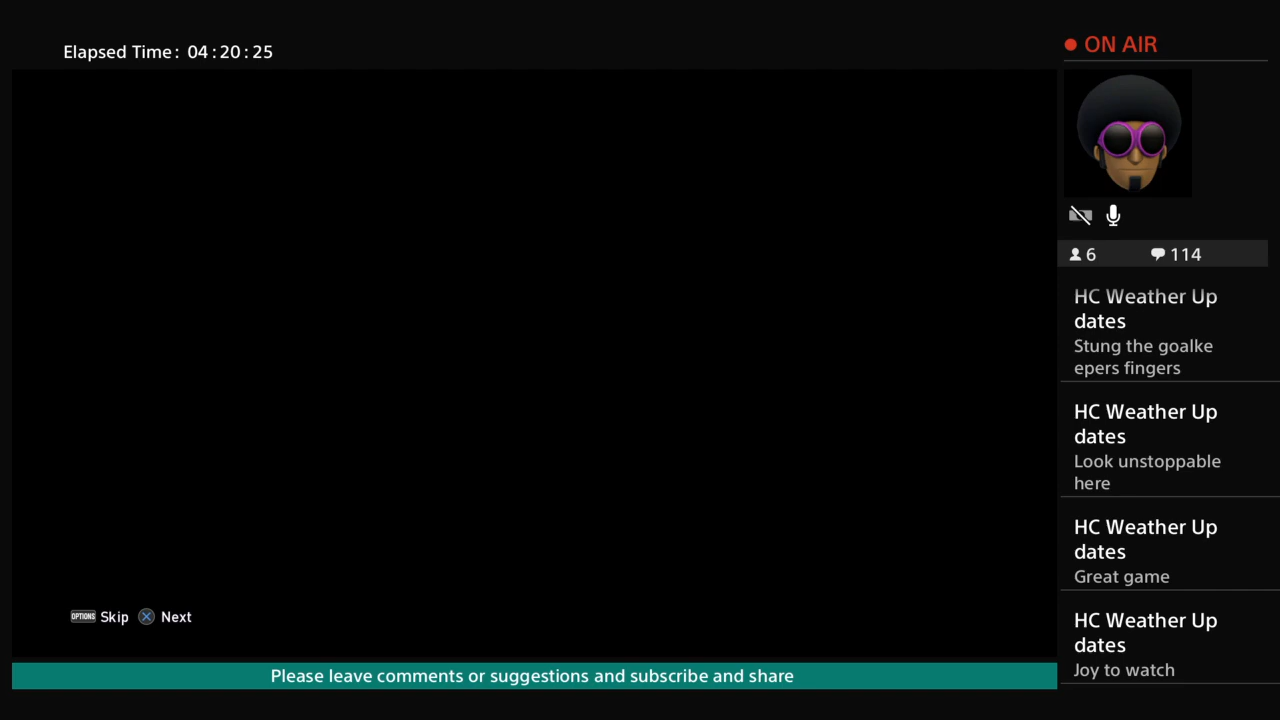 Elapsed Time: 04:20:25
ON AIR
6 114
HC Weather Up
dates
Stung the goalke
epers fingers
HC Weather Up
dates
Look unstoppable
here
HC Weather Up
dates
Great game
HC Weather Up
dates
Joy to watch
OPTIONS Skip Next
Please leave comments or suggestions and subscribe and share